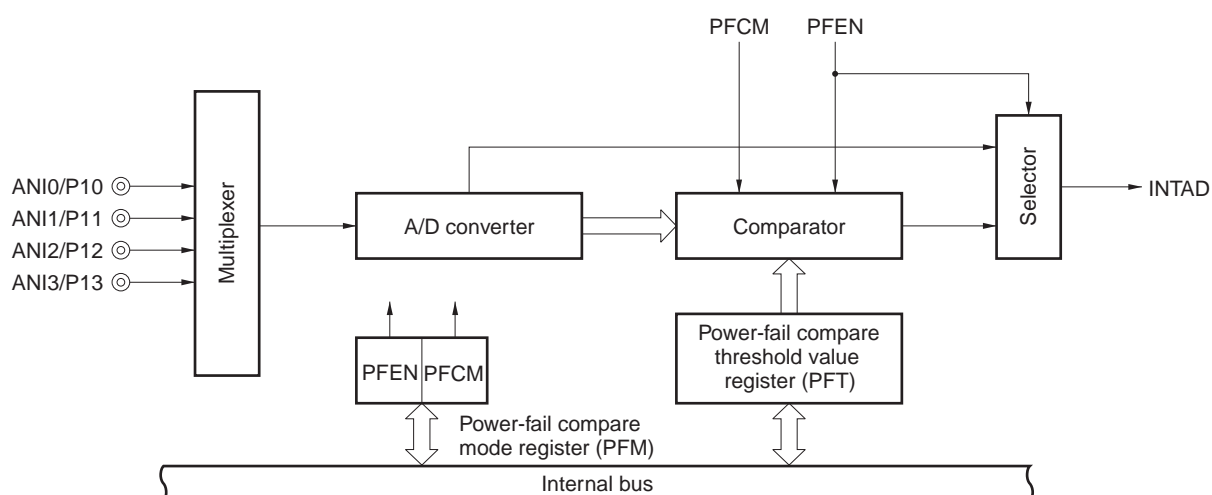 PFCM
PFEN
ANI0/P10
ANI1/P11
ANI2/P12
ANI3/P13
Multiplexer
A/D converter
Comparator
Selector
INTAD
PFEN
PFCM
Power-fail compare
mode register (PFM)
Power-fail compare
threshold value
register (PFT)
Internal bus